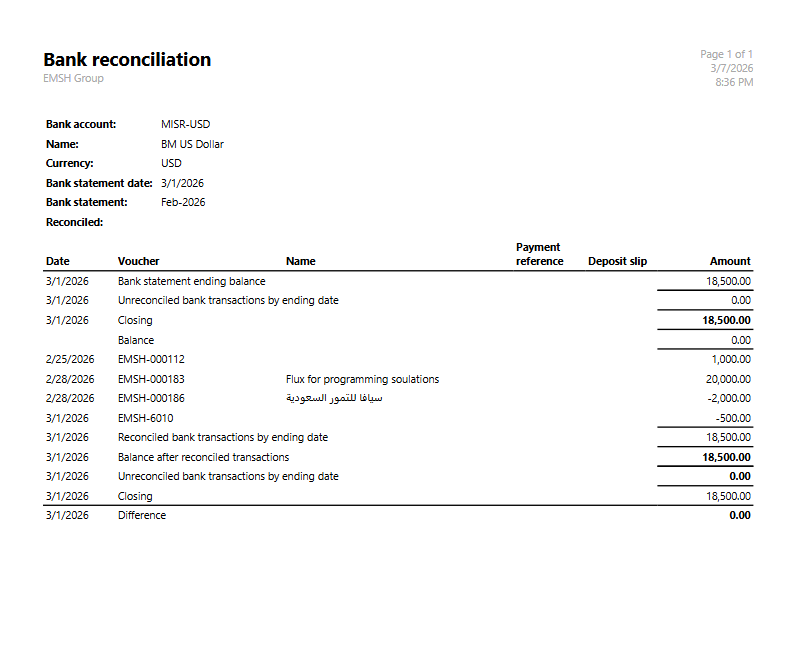 Bank reconciliation
EMSH Group
Page 1 of 1
3/7/2026
8:36 PM
Bank account: MISR-USD
Name: BM US Dollar
Currency: USD
Bank statement date: 3/1/2026
Bank statement: Feb-2026
Reconciled:
Date Voucher Name Payment reference Deposit slip Amount
3/1/2026 Bank statement ending balance 18,500.00
3/1/2026 Unreconciled bank transactions by ending date 0.00
3/1/2026 Closing 18,500.00
Balance 0.00
2/25/2026 EMSH-000112 1,000.00
2/28/2026 EMSH-000183 Flux for programming soulations 20,000.00
2/28/2026 EMSH-000186 سيافا للتمور السعودية -2,000.00
3/1/2026 EMSH-6010 -500.00
3/1/2026 Reconciled bank transactions by ending date 18,500.00
3/1/2026 Balance after reconciled transactions 18,500.00
3/1/2026 Unreconciled bank transactions by ending date 0.00
3/1/2026 Closing 18,500.00
3/1/2026 Difference 0.00